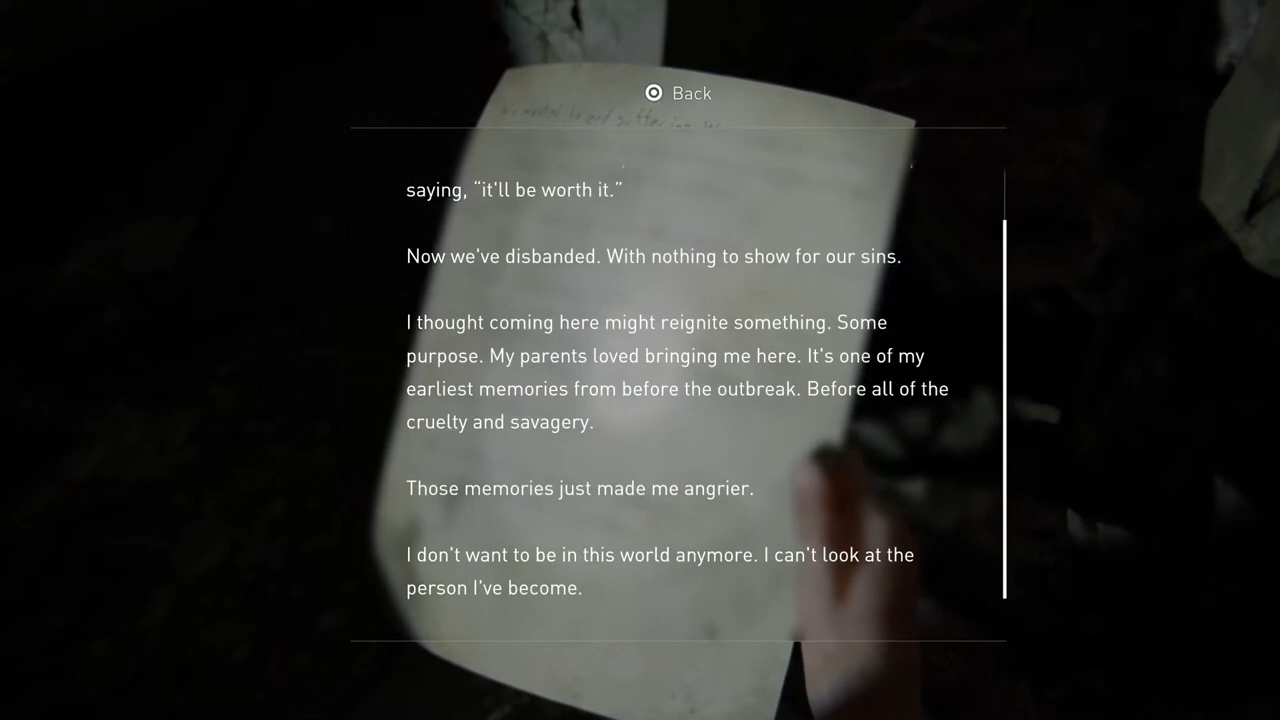 Back
saying, “it'll be worth it.”
Now we've disbanded. With nothing to show for our sins.
I thought coming here might reignite something. Some
purpose. My parents loved bringing me here. It's one of my
earliest memories from before the outbreak. Before all of the
cruelty and savagery.
Those memories just made me angrier.
I don't want to be in this world anymore. I can't look at the
person I've become.